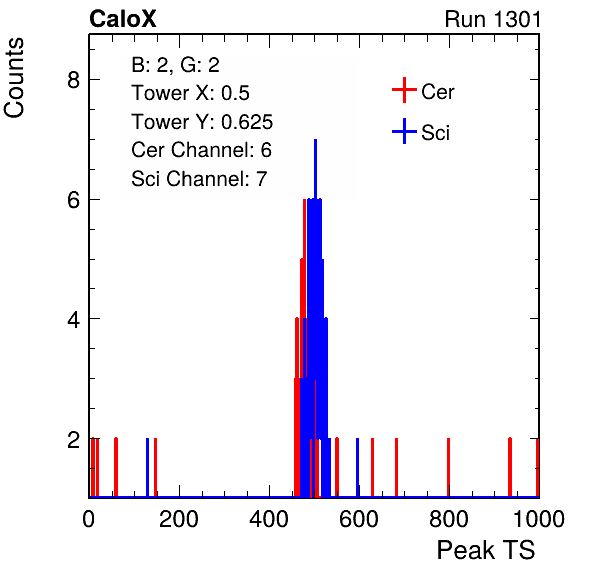 CaloX Run 1301
Counts
B: 2, G: 2
Tower X: 0.5
Tower Y: 0.625
Cer Channel: 6
Sci Channel: 7
Cer
Sci
8
6
4
2
0 200 400 600 800 1000
Peak TS